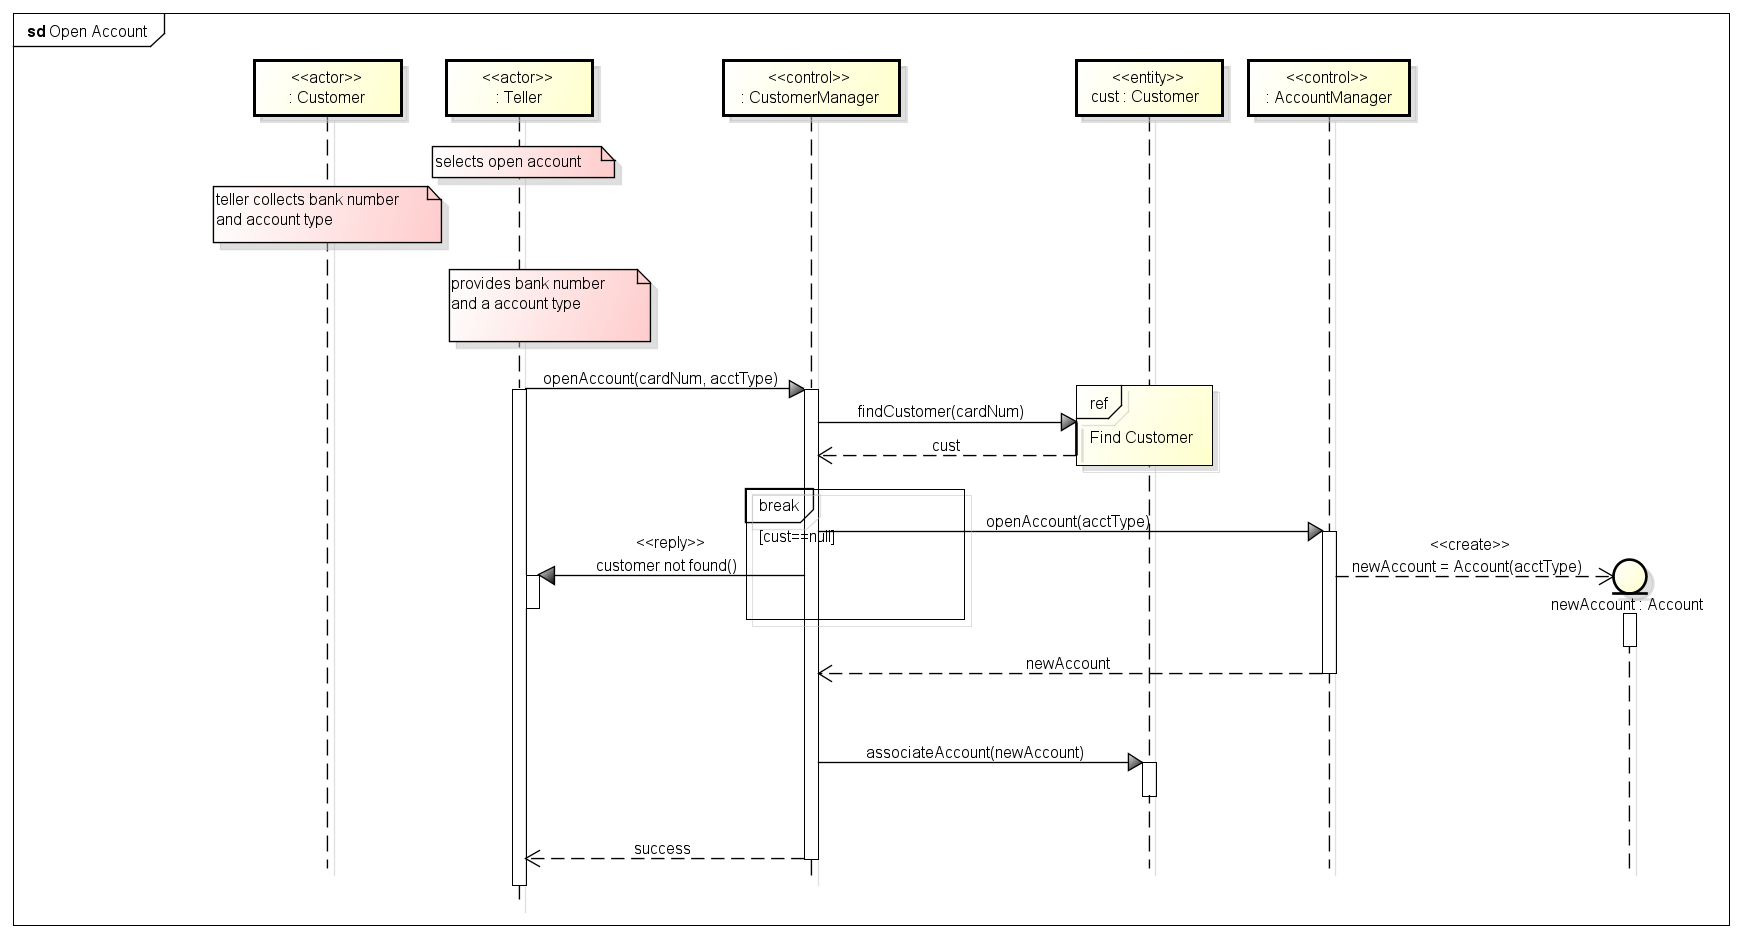 sd Open Account
<<actor>>
: Customer
<<actor>>
: Teller
<<control>>
: CustomerManager
<<entity>>
cust : Customer
<<control>>
: AccountManager
selects open account
teller collects bank number
and account type
provides bank number
and a account type
openAccount(cardNum, acctType)
ref
Find Customer
findCustomer(cardNum)
cust
break
[cust==null]
openAccount(acctType)
<<reply>>
customer not found()
<<create>>
newAccount = Account(acctType)
newAccount : Account
newAccount
associateAccount(newAccount)
success